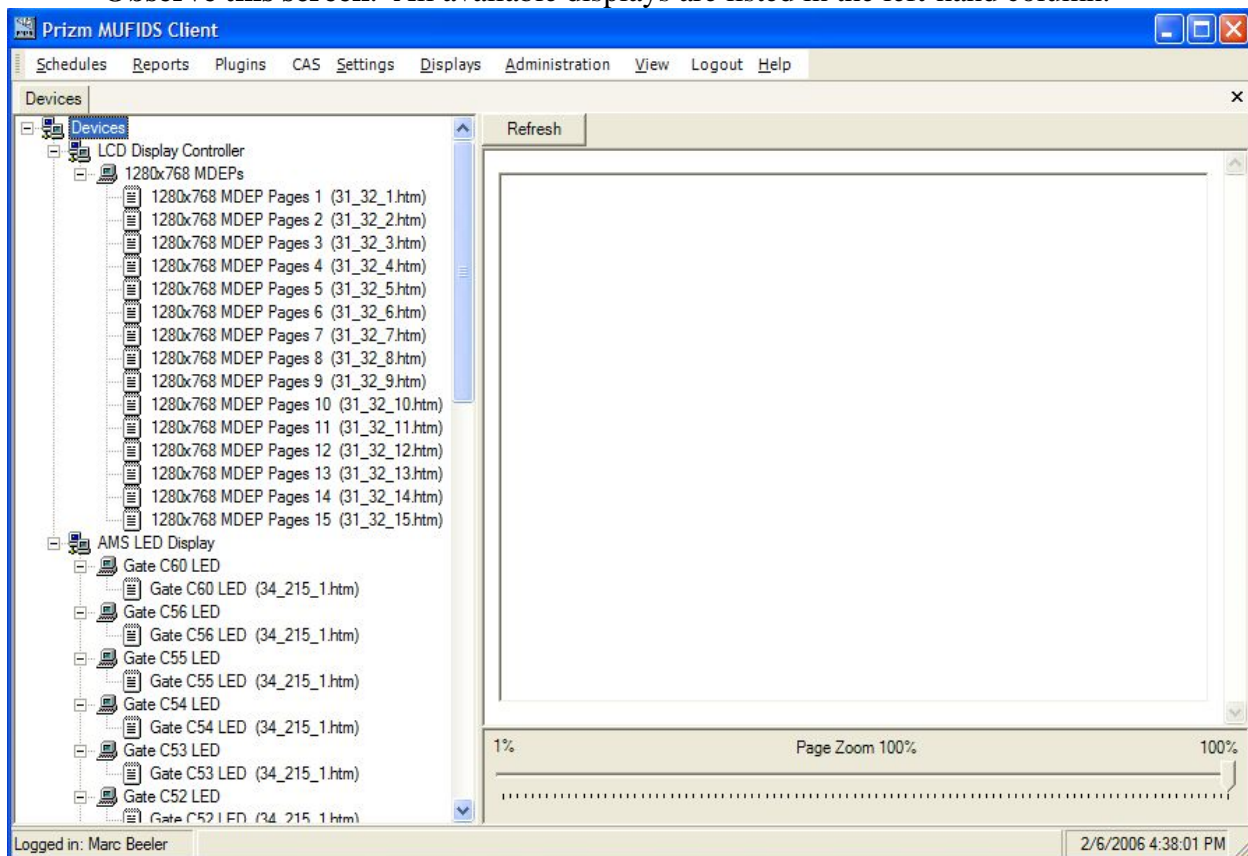 Observe this screen. All available displays are listed in the left hand column.
Prizm MUFIDS Client
Schedules Reports Plugins CAS Settings Displays Administration View Logout Help
Devices
Devices
LCD Display Controller
1280x768 MDEPs
1280x768 MDEP Pages 1 (31_32_1.htm)
1280x768 MDEP Pages 2 (31_32_2.htm)
1280x768 MDEP Pages 3 (31_32_3.htm)
1280x768 MDEP Pages 4 (31_32_4.htm)
1280x768 MDEP Pages 5 (31_32_5.htm)
1280x768 MDEP Pages 6 (31_32_6.htm)
1280x768 MDEP Pages 7 (31_32_7.htm)
1280x768 MDEP Pages 8 (31_32_8.htm)
1280x768 MDEP Pages 9 (31_32_9.htm)
1280x768 MDEP Pages 10 (31_32_10.htm)
1280x768 MDEP Pages 11 (31_32_11.htm)
1280x768 MDEP Pages 12 (31_32_12.htm)
1280x768 MDEP Pages 13 (31_32_13.htm)
1280x768 MDEP Pages 14 (31_32_14.htm)
1280x768 MDEP Pages 15 (31_32_15.htm)
AMS LED Display
Gate C60 LED
Gate C60 LED (34_215_1.htm)
Gate C56 LED
Gate C56 LED (34_215_1.htm)
Gate C55 LED
Gate C55 LED (34_215_1.htm)
Gate C54 LED
Gate C54 LED (34_215_1.htm)
Gate C53 LED
Gate C53 LED (34_215_1.htm)
Gate C52 LED
Gate C52 LED (34_215_1.htm)
Refresh
1% Page Zoom 100% 100%
Logged in: Marc Beeler
2/6/2006 4:38:01 PM